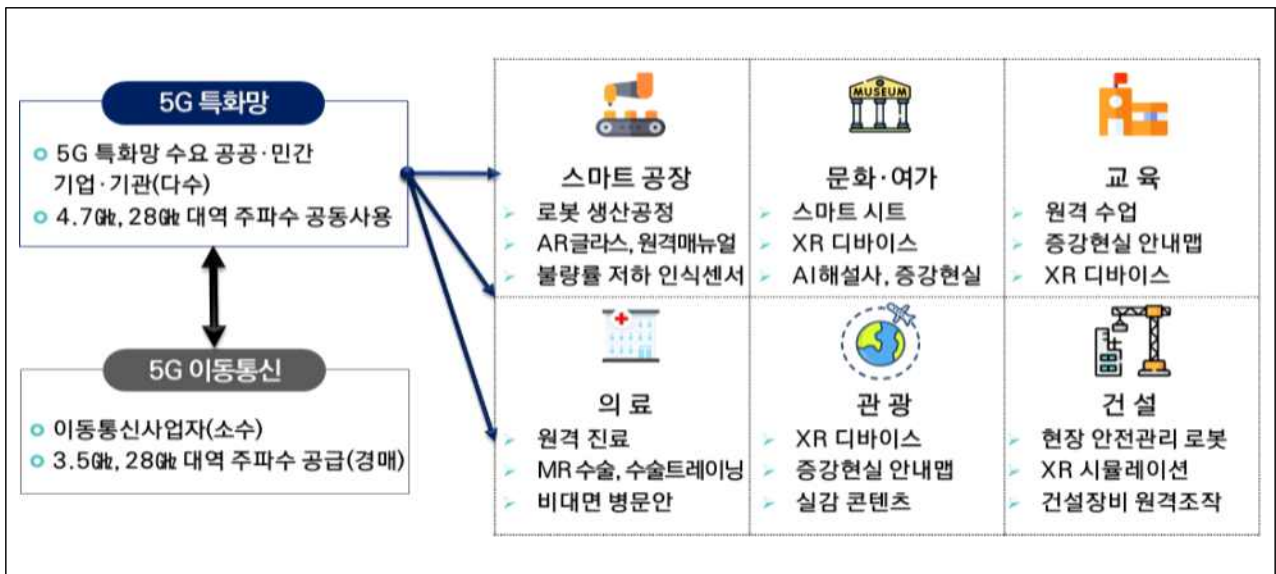 5G 특화망
5G 특화망 수요 공공·민간
기업·기관(다수)
4.7㎓, 28㎓ 대역 주파수 공동사용
5G 이동통신
이동통신사업자(소수)
3.5㎓, 28㎓ 대역 주파수 공급(경매)
스마트 공장
로봇 생산공정
AR글라스, 원격매뉴얼
불량률 저하 인식센서
MUSEUM
문화·여가
스마트 시트
XR 디바이스
AI해설사, 증강현실
교 육
원격 수업
증강현실 안내맵
XR 디바이스
의 료
원격 진료
MR 수술, 수술트레이닝
비대면 병문안
관 광
XR 디바이스
증강현실 안내맵
실감 콘텐츠
건 설
현장 안전관리 로봇
XR 시뮬레이션
건설장비 원격조작